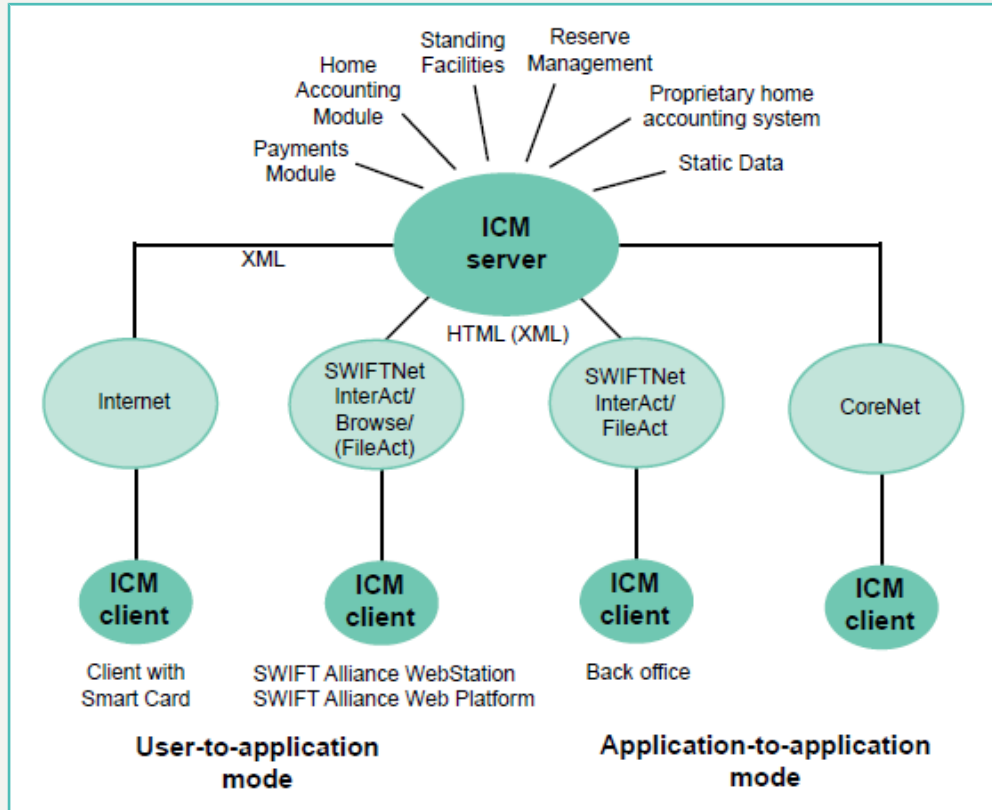 Standing
Facilities
Reserve
Management
Home
Accounting
Module
Proprietary home
accounting system
Payments
Module
Static Data
ICM
server
XML
HTML (XML)
Internet
SWIFTNet
InterAct/
Browse/
(FileAct)
SWIFTNet
InterAct/
FileAct
CoreNet
ICM
client
ICM
client
ICM
client
ICM
client
Client with
Smart Card
SWIFT Alliance WebStation
SWIFT Alliance Web Platform
Back office
User-to-application
mode
Application-to-application
mode